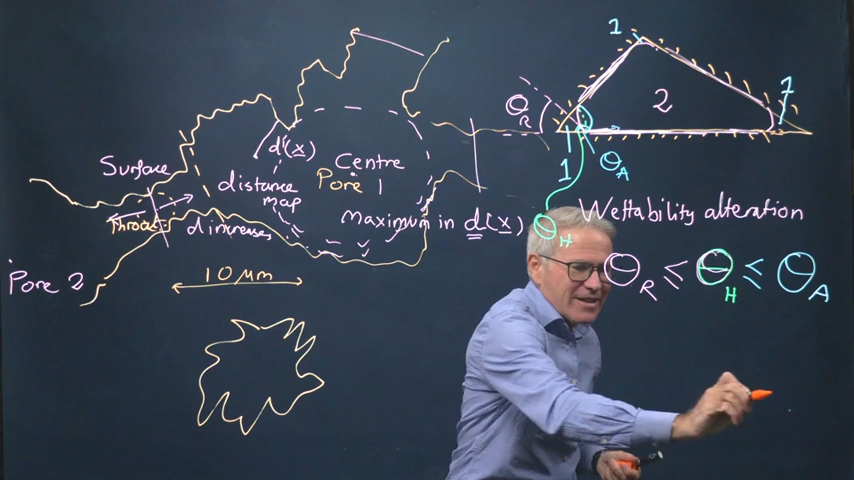 Surface
Throat
Pore 2
d(x)
distance
map
d increases
Centre
Pore 1
maximum in d(x)
10 μm
1
2
1
1
θR
θA
θH
Wettability alteration
θR ≤ θH ≤ θA